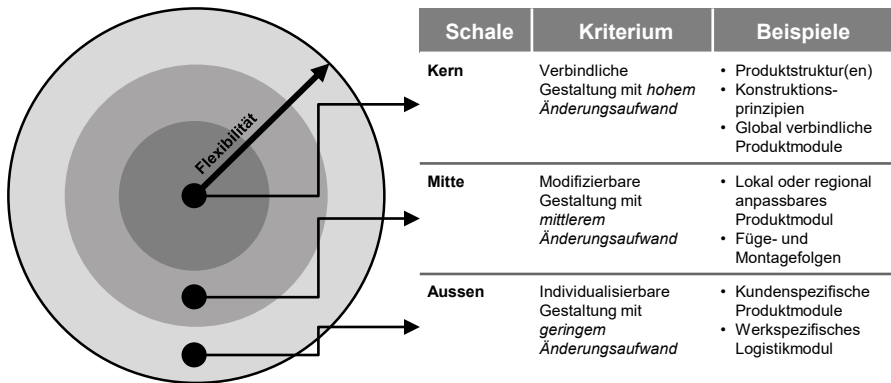 Flexibilität
Schale Kriterium Beispiele
Kern
Verbindliche
Gestaltung mit hohem
Änderungsaufwand
• Produktstruktur(en)
• Konstruktions-
prinzipien
• Global verbindliche
Produktmodule
Mitte
Modifizierbare
Gestaltung mit
mittlerem
Änderungsaufwand
• Lokal oder regional
anpassbares
Produktmodul
• Füge- und
Montagefolgen
Aussen
Individualisierbare
Gestaltung mit
geringem
Änderungsaufwand
• Kundenspezifische
Produktmodule
• Werkspezifisches
Logistikmodul